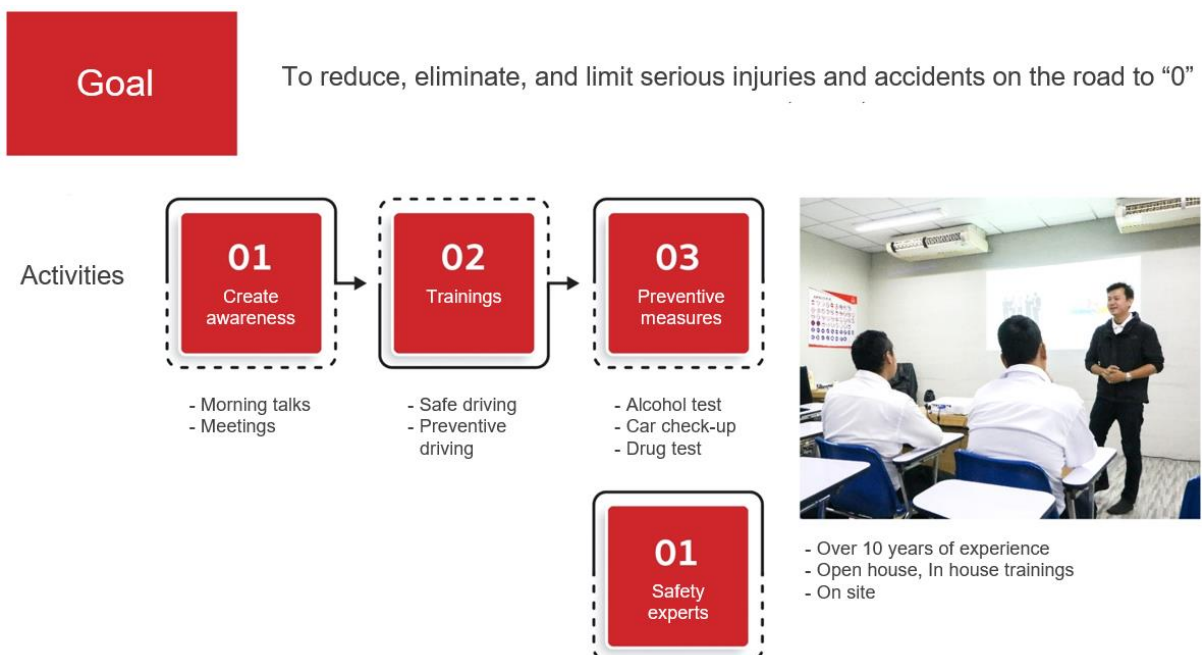 Goal
To reduce, eliminate, and limit serious injuries and accidents on the road to “0”
Activities
01
Create
awareness
02
Trainings
03
Preventive
measures
- Morning talks
- Meetings
- Safe driving
- Preventive
driving
- Alcohol test
- Car check-up
- Drug test
01
Safety
experts
- Over 10 years of experience
- Open house, In house trainings
- On site